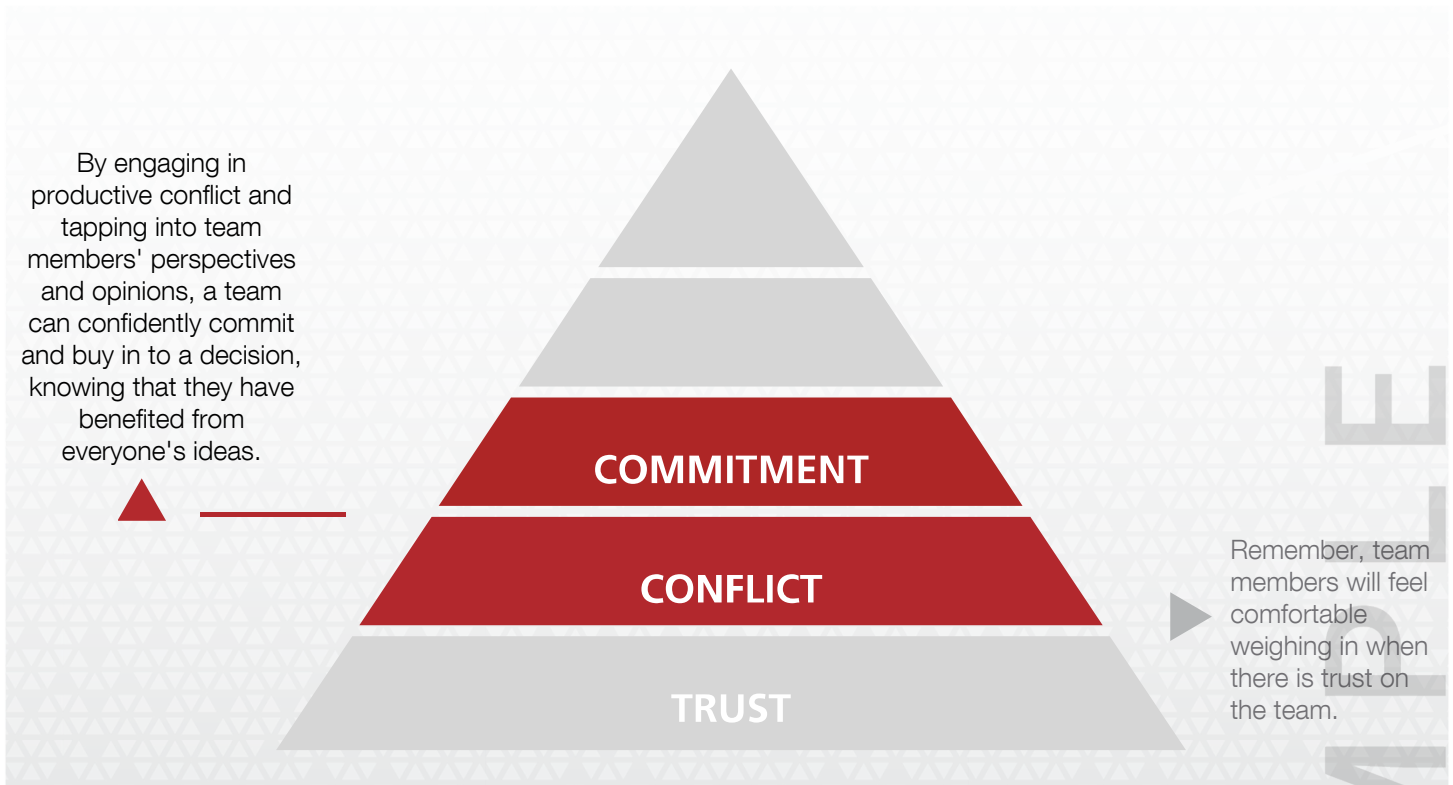 By engaging in
productive conflict and
tapping into team
members' perspectives
and opinions, a team
can confidently commit
and buy in to a decision,
knowing that they have
benefited from
everyone's ideas.
COMMITMENT
CONFLICT
TRUST
Remember, team
members will feel
comfortable
weighing in when
there is trust on
the team.
MPLE